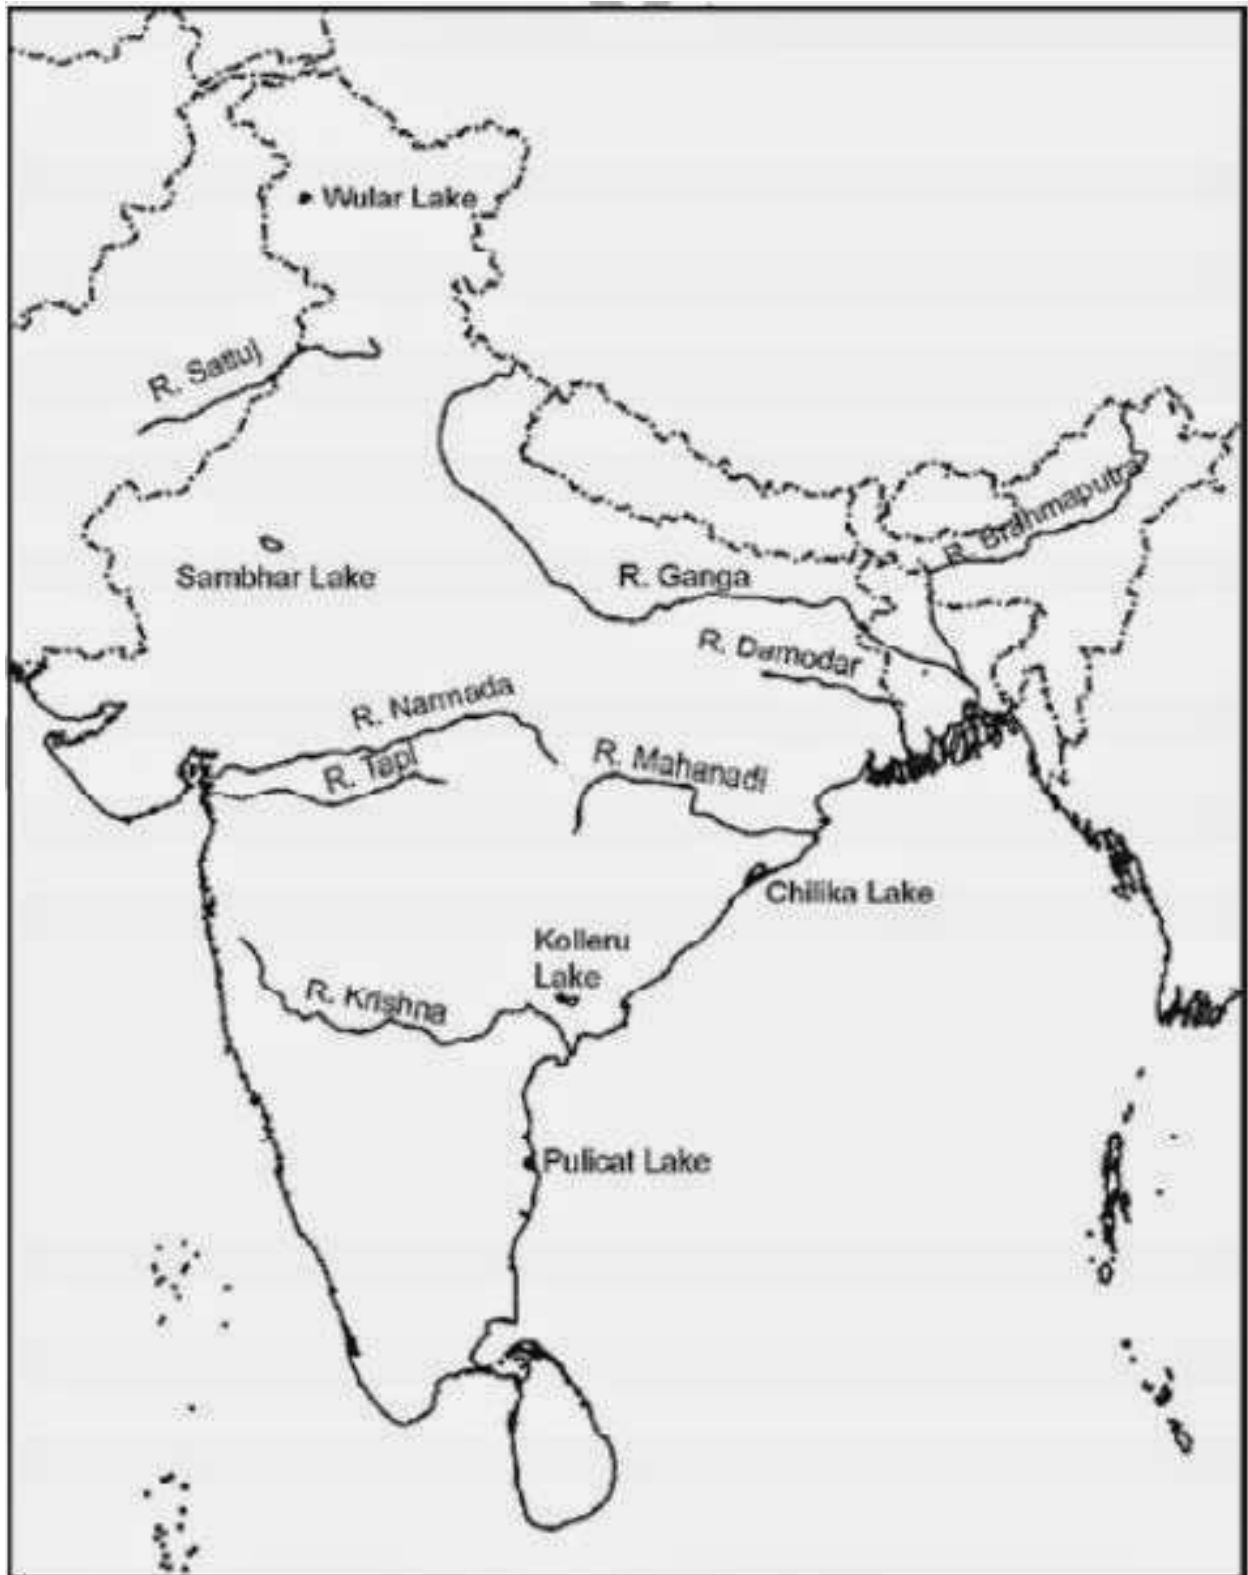 Wular Lake
R. Satluj
R. Brahmaputra
Sambhar Lake
R. Ganga
R. Damodar
R. Narmada
R. Tapi
R. Mahanadi
Chilika Lake
Kolleru
Lake
R. Krishna
Pulicat Lake